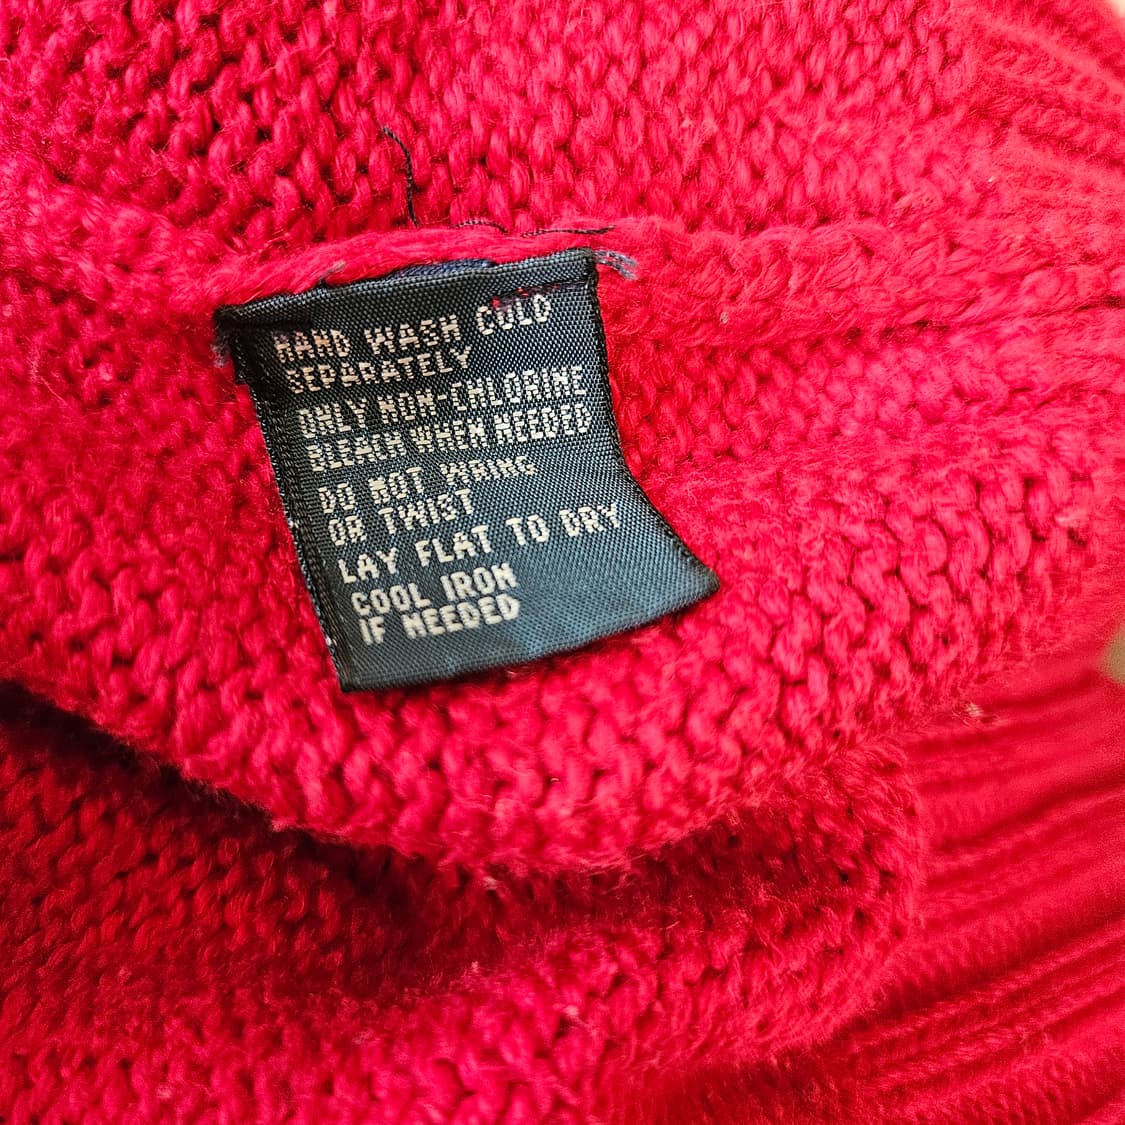 HAND WASH COLD
SEPARATELY
ONLY NON-CHLORINE
BLEACH WHEN NEEDED
DO NOT WRING
OR TWIST
LAY FLAT TO DRY
COOL IRON
IF NEEDED